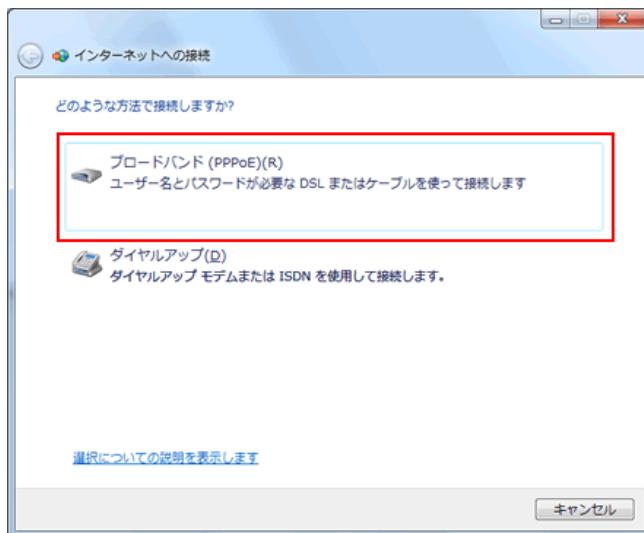 インターネットへの接続
どのような方法で接続しますか?
ブロードバンド (PPPoE)(R)
ユーザー名とパスワードが必要な DSL またはケーブルを使って接続します
ダイヤルアップ(D)
ダイヤルアップ モデムまたは ISDN を使用して接続します。
選択についての説明を表示します
キャンセル